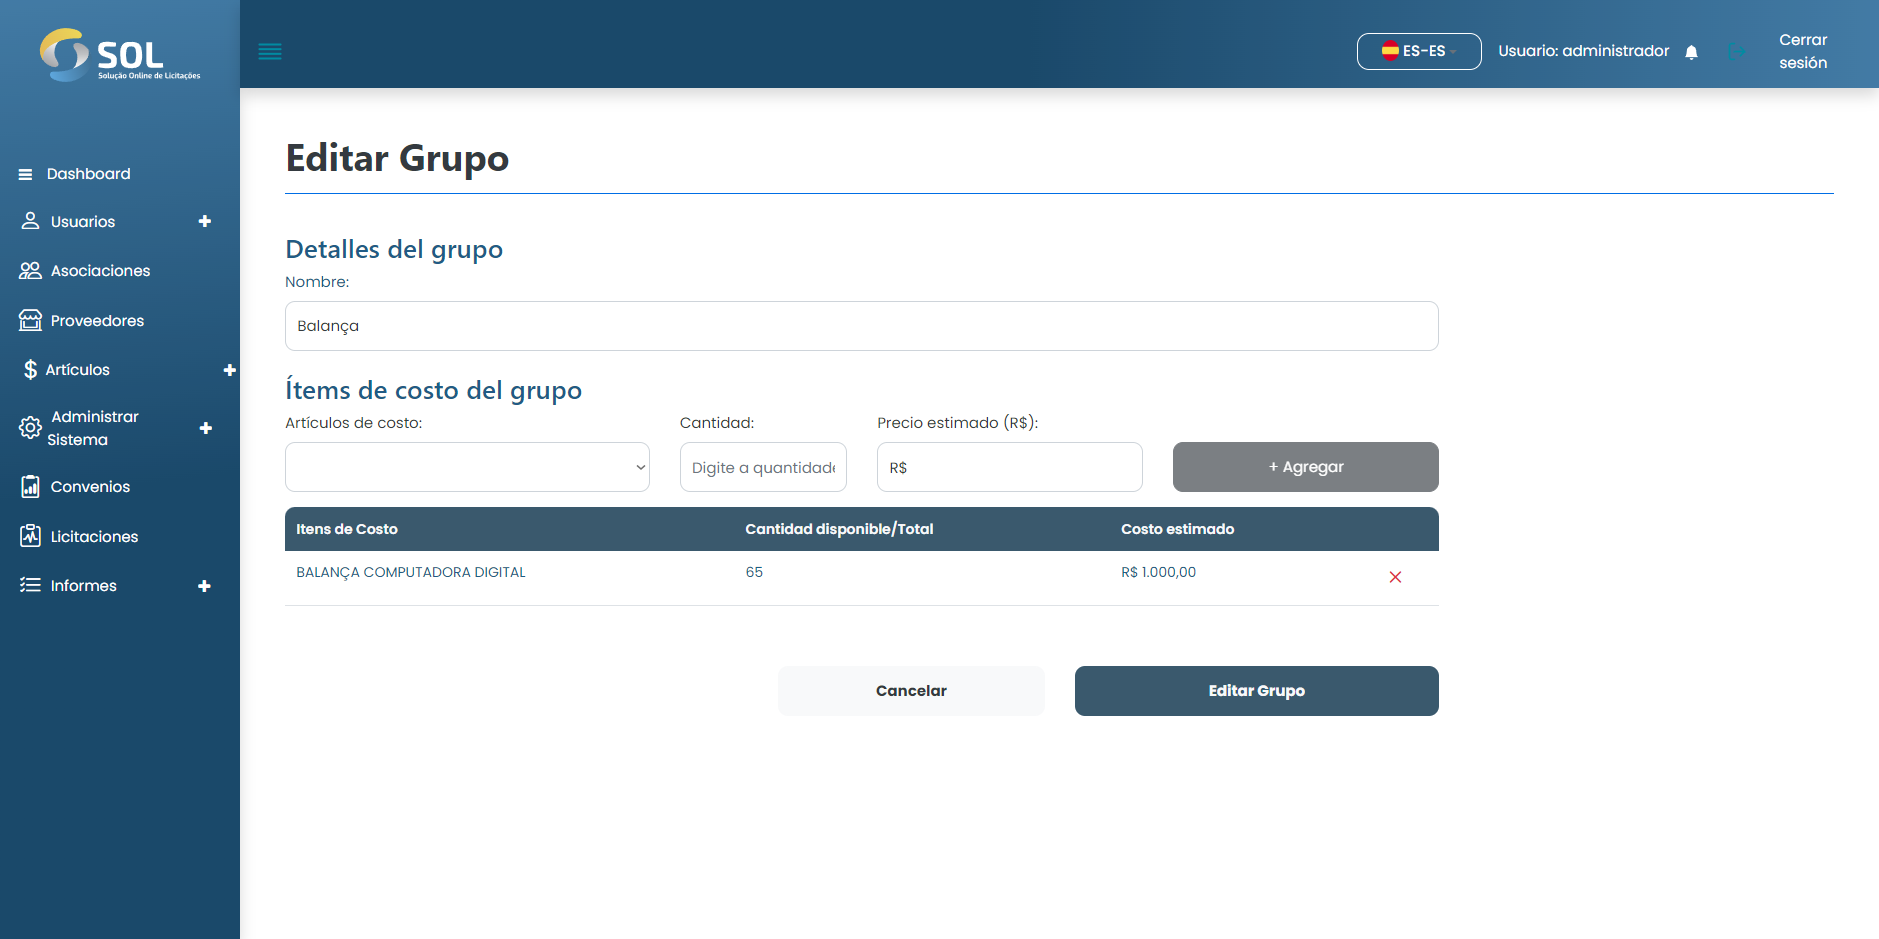 SOL
Solução Online de Licitações
ES-ES
Usuario: administrador
Cerrar
sesión
Dashboard
Usuarios
Asociaciones
Proveedores
Artículos
Administrar
Sistema
Convenios
Licitaciones
Informes
Editar Grupo
Detalles del grupo
Nombre:
Balança
Ítems de costo del grupo
Artículos de costo:
Cantidad:
Precio estimado (R$):
Digite a quantidade
R$
+ Agregar
Itens de Costo
Cantidad disponible/Total
Costo estimado
BALANÇA COMPUTADORA DIGITAL
65
R$ 1.000,00
Cancelar
Editar Grupo